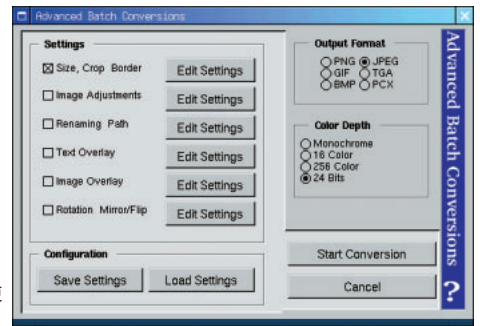 Advanced Batch Conversions
Settings
Size, Crop Border
Edit Settings
Image Adjustments
Edit Settings
Renaming Path
Edit Settings
Text Overlay
Edit Settings
Image Overlay
Edit Settings
Rotation Mirror/Flip
Edit Settings
Configuration
Save Settings
Load Settings
Output Format
PNG
JPEG
GIF
TGA
BMP
PCX
Color Depth
Monochrome
16 Color
256 Color
24 Bits
Start Conversion
Cancel
Advanced Batch Conversions
?